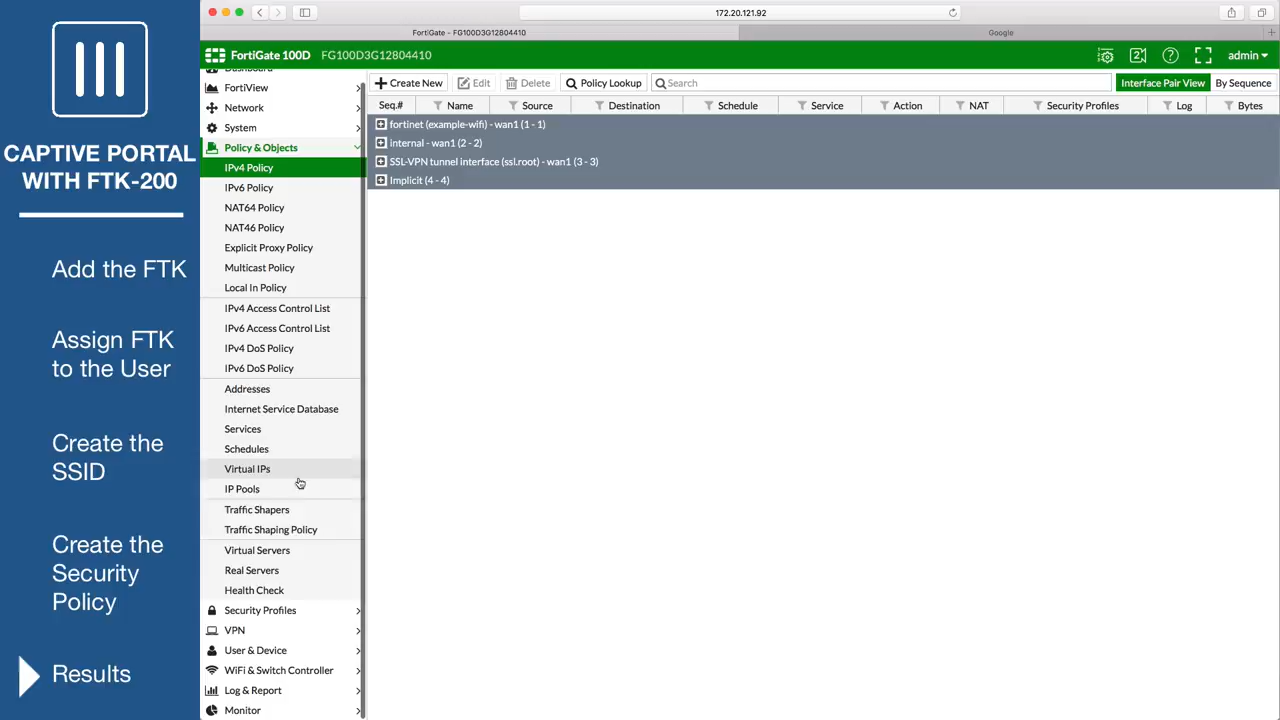 172.20.121.92
FortiGate - FG100D3G12804410
Google
FortiGate 100D FG100D3G12804410
admin
CAPTIVE PORTAL
WITH FTK-200
Add the FTK
Assign FTK
to the User
Create the
SSID
Create the
Security
Policy
Results
Dashboard
FortiView
Network
System
Policy & Objects
IPv4 Policy
IPv6 Policy
NAT64 Policy
NAT46 Policy
Explicit Proxy Policy
Multicast Policy
Local In Policy
IPv4 Access Control List
IPv6 Access Control List
IPv4 DoS Policy
IPv6 DoS Policy
Addresses
Internet Service Database
Services
Schedules
Virtual IPs
IP Pools
Traffic Shapers
Traffic Shaping Policy
Virtual Servers
Real Servers
Health Check
Security Profiles
VPN
User & Device
WiFi & Switch Controller
Log & Report
Monitor
Create New Edit Delete Policy Lookup Search Interface Pair View By Sequence
Seq.# Name Source Destination Schedule Service Action NAT Security Profiles Log Bytes
fortinet (example-wifi) - wan1 (1 - 1)
internal - wan1 (2 - 2)
SSL-VPN tunnel interface (ssl.root) - wan1 (3 - 3)
Implicit (4 - 4)